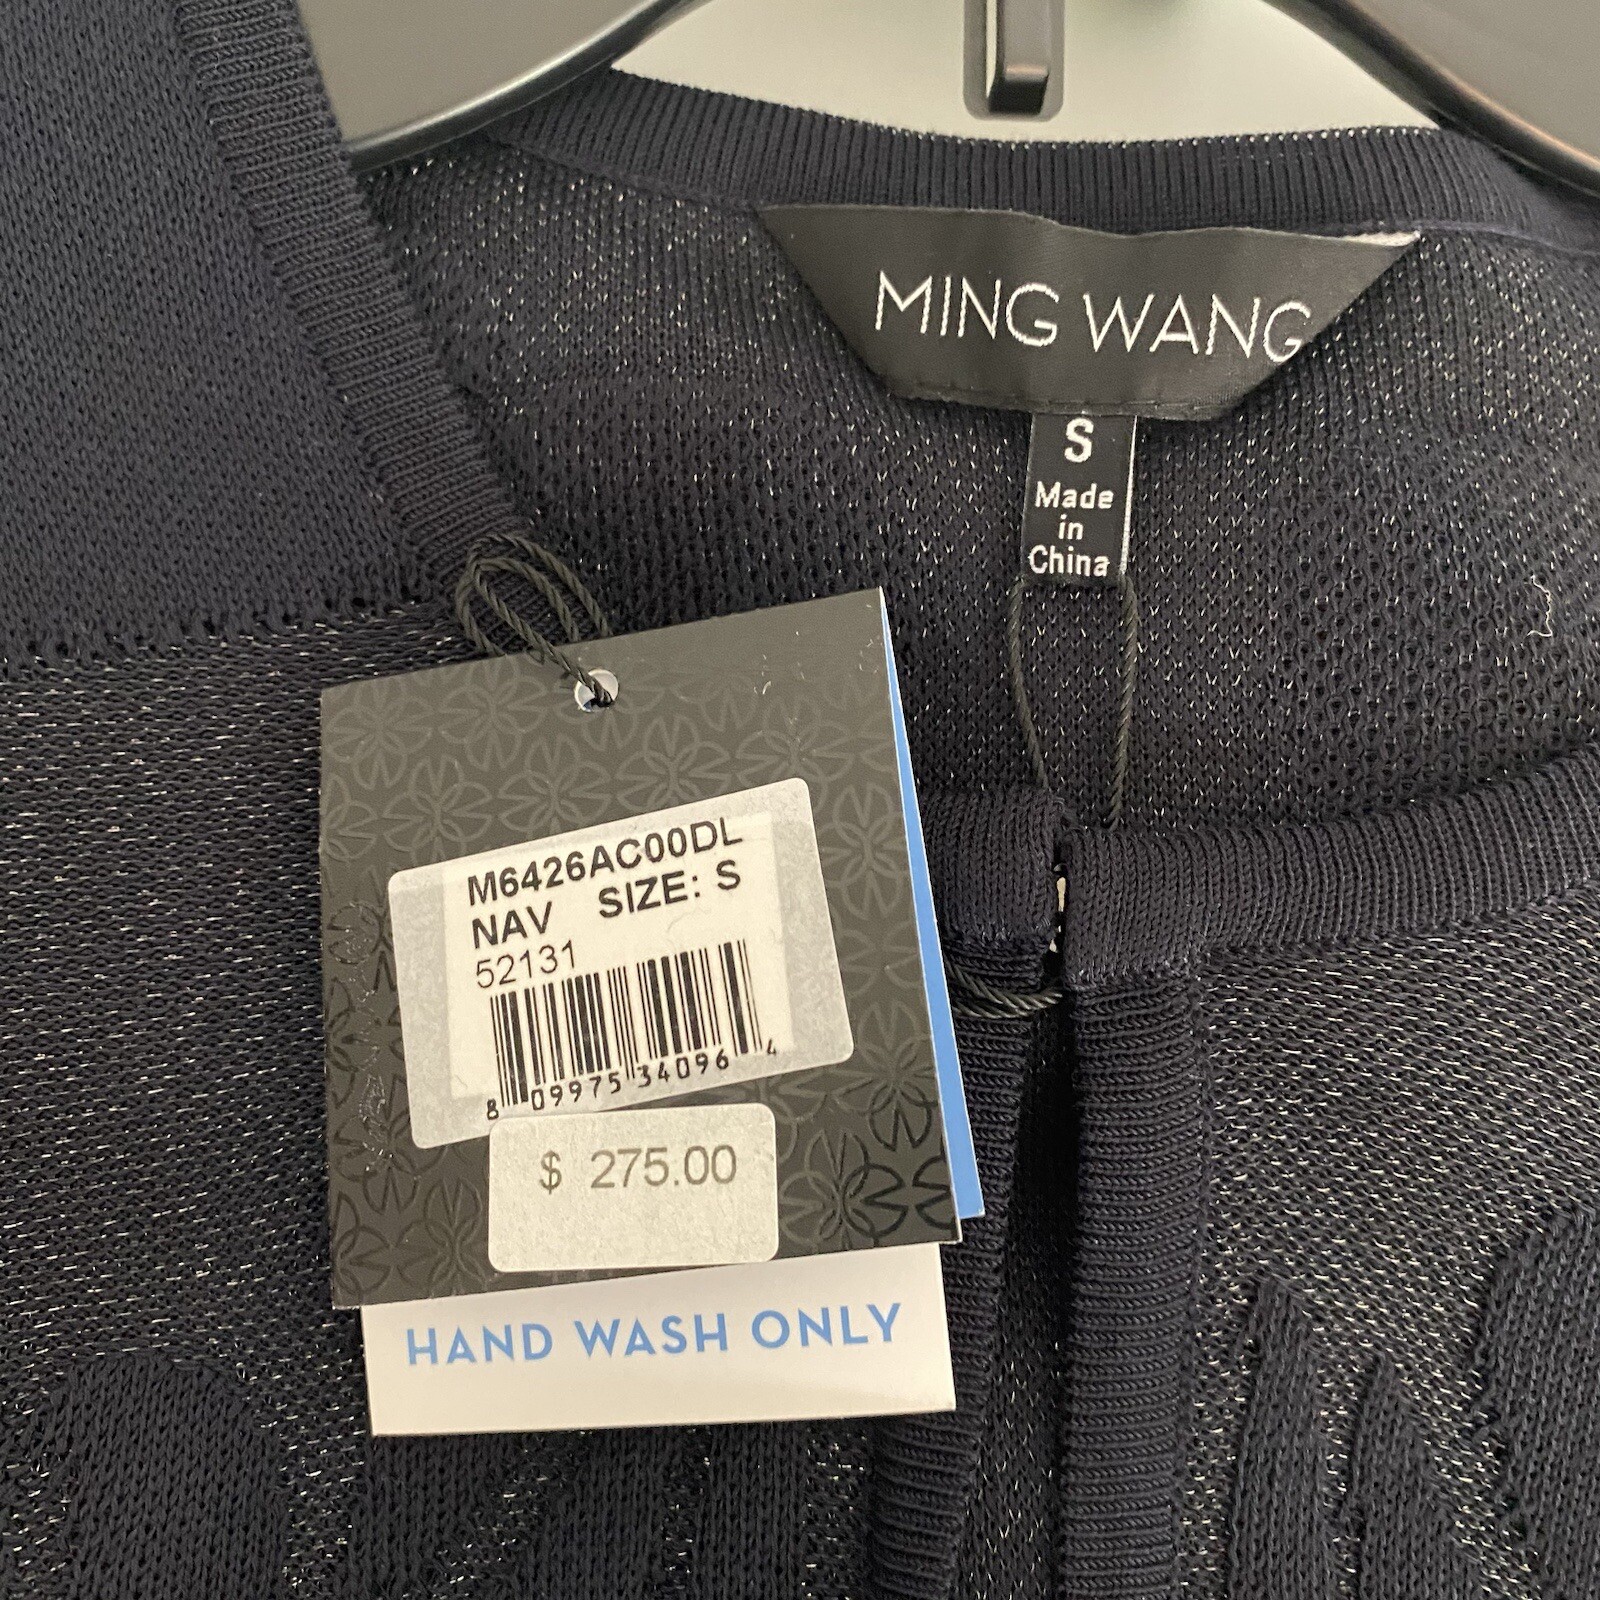 MING WANG
S
Made
in
China
M6426AC00DL
NAV SIZE: S
52131
8 09975 34096 4
$ 275.00
HAND WASH ONLY